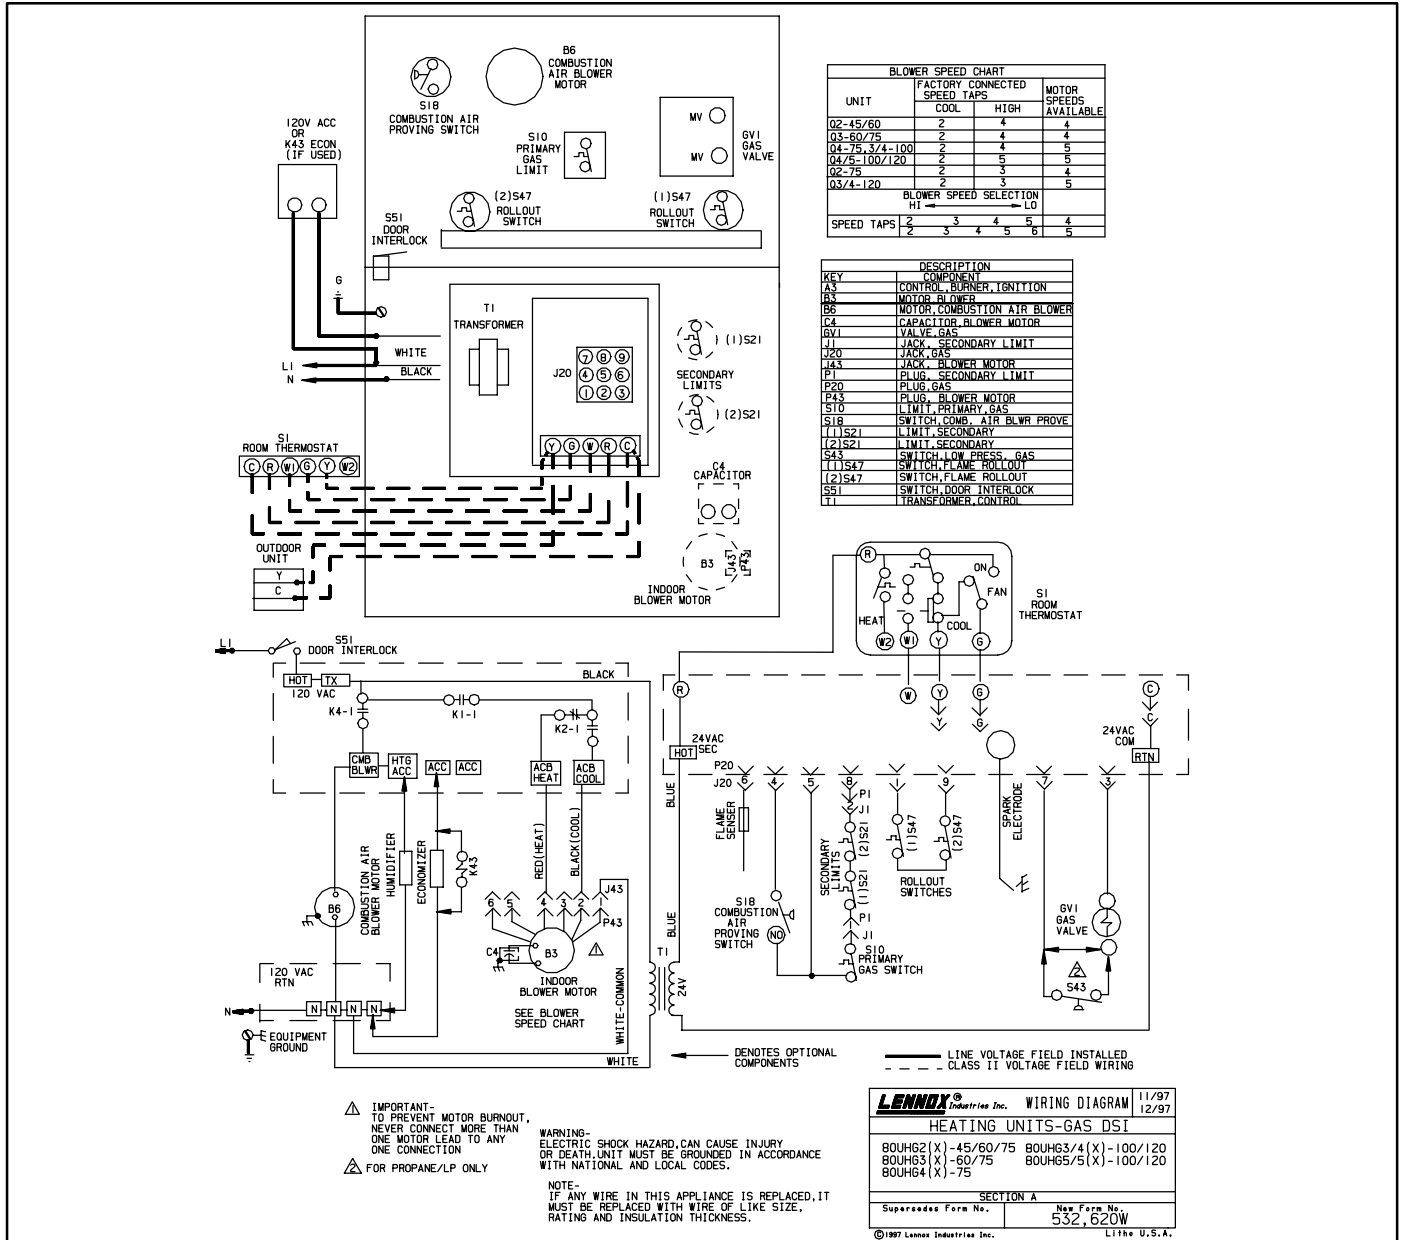 B6
COMBUSTION
AIR BLOWER
MOTOR
S18
COMBUSTION AIR
PROVING SWITCH
S10
PRIMARY
GAS
LIMIT
MV
MV
GV1
GAS
VALVE
120V ACC
OR
K43 ECON
(IF USED)
(2)S47
ROLLOUT
SWITCH
(1)S47
ROLLOUT
SWITCH
S51
DOOR
INTERLOCK
G
T1
TRANSFORMER
J20
7 8 9
4 5 6
1 2 3
(1)S21
SECONDARY
LIMITS
(2)S21
WHITE
BLACK
L1
N
Y G W R C
S1
ROOM THERMOSTAT
C R W1 G Y W2
C4
CAPACITOR
B3
J43
P43
INDOOR
BLOWER MOTOR
OUTDOOR
UNIT
Y
C
BLOWER SPEED CHART
UNIT
FACTORY CONNECTED
SPEED TAPS
COOL HIGH
MOTOR
SPEEDS
AVAILABLE
Q2-45/60 2 4 4
Q3-60/75 2 4 4
Q4-75,3/4-100 2 4 5
Q4/5-100/120 2 5 5
Q2-75 2 3 4
Q3/4-120 2 3 5
BLOWER SPEED SELECTION
HI LO
SPEED TAPS
2 3 4 5 4
2 3 4 5 6 5
DESCRIPTION
KEY COMPONENT
A3 CONTROL,BURNER,IGNITION
B3 MOTOR,BLOWER
B6 MOTOR,COMBUSTION AIR BLOWER
C4 CAPACITOR,BLOWER MOTOR
GV1 VALVE,GAS
J1 JACK, SECONDARY LIMIT
J20 JACK,GAS
J43 JACK, BLOWER MOTOR
P1 PLUG, SECONDARY LIMIT
P20 PLUG,GAS
P43 PLUG, BLOWER MOTOR
S10 LIMIT,PRIMARY,GAS
S18 SWITCH,COMB. AIR BLWR PROVE
(1)S21 LIMIT,SECONDARY
(2)S21 LIMIT,SECONDARY
S43 SWITCH,LOW PRESS, GAS
(1)S47 SWITCH,FLAME ROLLOUT
(2)S47 SWITCH,FLAME ROLLOUT
S51 SWITCH,DOOR INTERLOCK
T1 TRANSFORMER,CONTROL
R
ON
FAN
HEAT
COOL
W2 W1 Y G
S1
ROOM
THERMOSTAT
L1
S51
DOOR INTERLOCK
HOT TX
120 VAC
BLACK
K4-1
K1-1
K2-1
CMB
BLWR
HTG
ACC
ACC
ACC
ACB
HEAT
ACB
COOL
R
W
Y
G
C
Y
G
C
24VAC
SEC
HOT
24VAC
COM
RTN
P20
J20
6 4 5 8 1 9 7 3
BLUE
FLAME
SENSER
P1
2
J1
(2)S21
(1)S21
SECONDARY
LIMITS
P1
J1
S10
PRIMARY
GAS SWITCH
(1)S47
(2)S47
ROLLOUT
SWITCHES
SPARK
ELECTRODE
S18
COMBUSTION
AIR
PROVING
SWITCH
NO
GV1
GAS
VALVE
2
S43
COMBUSTION AIR
BLOWER MOTOR
HUMIDIFIER
ECONOMIZER
K43
RED(HEAT)
BLACK(COOL)
B6
6 5 4 3 2 1
J43
P43
C4
B3
1
INDOOR
BLOWER MOTOR
SEE BLOWER
SPEED CHART
WHITE-COMMON
BLUE
T1
24V
120 VAC
RTN
N
N N N N
EQUIPMENT
GROUND
WHITE
DENOTES OPTIONAL
COMPONENTS
LINE VOLTAGE FIELD INSTALLED
CLASS II VOLTAGE FIELD WIRING
1 IMPORTANT-
TO PREVENT MOTOR BURNOUT,
NEVER CONNECT MORE THAN
ONE MOTOR LEAD TO ANY
ONE CONNECTION
2 FOR PROPANE/LP ONLY
WARNING-
ELECTRIC SHOCK HAZARD,CAN CAUSE INJURY
OR DEATH.UNIT MUST BE GROUNDED IN ACCORDANCE
WITH NATIONAL AND LOCAL CODES.
NOTE-
IF ANY WIRE IN THIS APPLIANCE IS REPLACED,IT
MUST BE REPLACED WITH WIRE OF LIKE SIZE,
RATING AND INSULATION THICKNESS.
LENNOX® Industries Inc. WIRING DIAGRAM 11/97
12/97
HEATING UNITS-GAS DSI
80UHG2(X)-45/60/75 80UHG3/4(X)-100/120
80UHG3(X)-60/75 80UHG5/5(X)-100/120
80UHG4(X)-75
SECTION A
Supersedes Form No. New Form No.
532,620W
©1997 Lennox Industries Inc. Litho U.S.A.